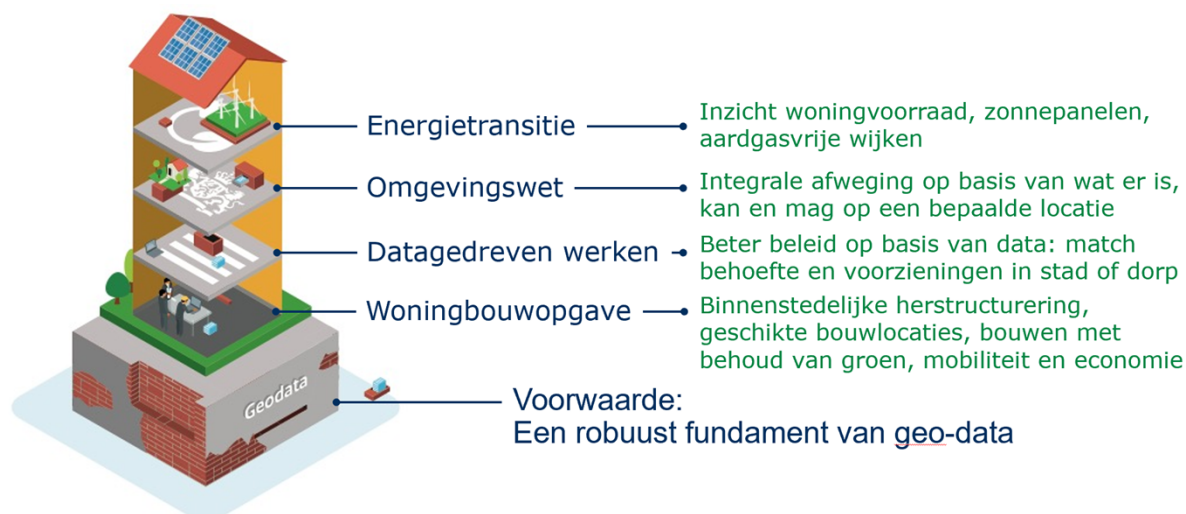 Energietransitie
Inzicht woningvoorraad, zonnepanelen,
aardgasvrije wijken
Omgevingswet
Integrale afweging op basis van wat er is,
kan en mag op een bepaalde locatie
Datagedreven werken
Beter beleid op basis van data: match
behoefte en voorzieningen in stad of dorp
Woningbouwopgave
Binnenstedelijke herstructurering,
geschikte bouwlocaties, bouwen met
behoud van groen, mobiliteit en economie
Geodata
Voorwaarde:
Een robuust fundament van geo-data